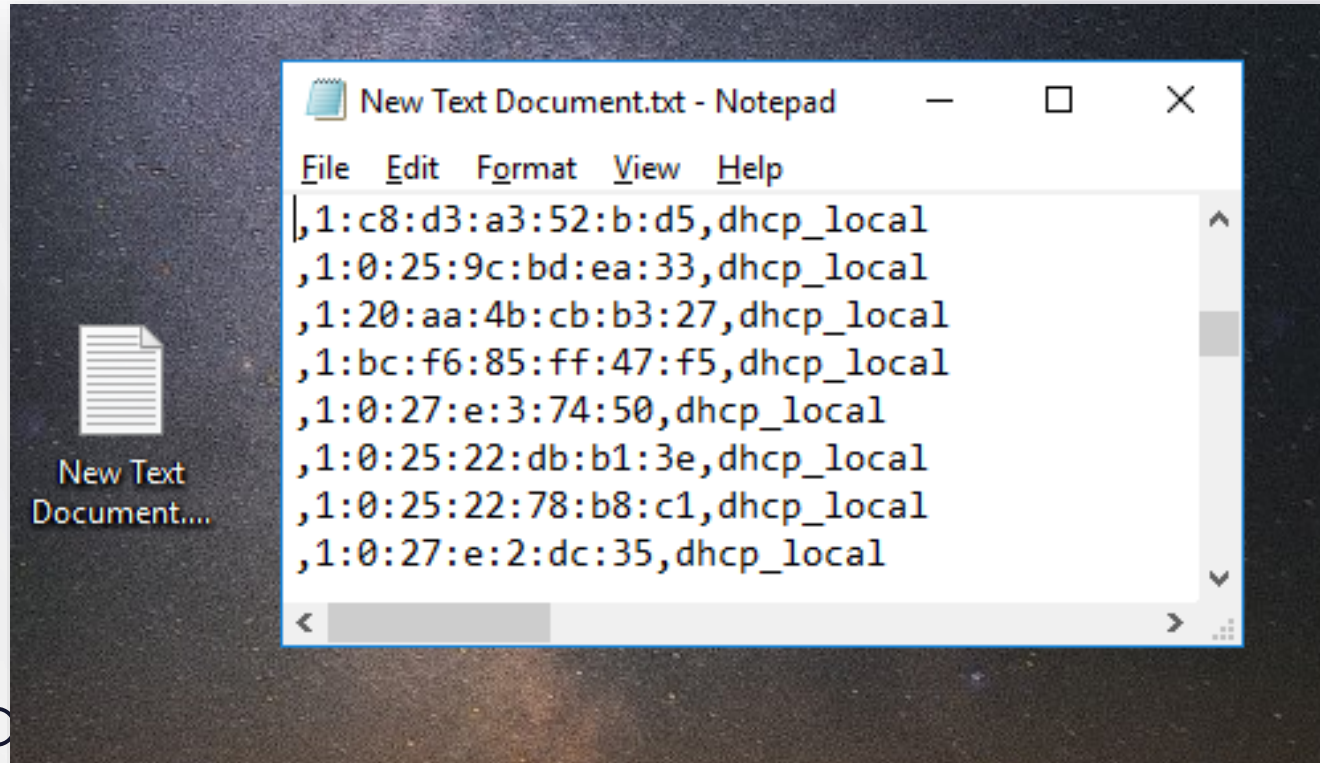 New Text Document.txt - Notepad
File Edit Format View Help
,1:c8:d3:a3:52:b:d5,dhcp_local
,1:0:25:9c:bd:ea:33,dhcp_local
,1:20:aa:4b:cb:b3:27,dhcp_local
,1:bc:f6:85:ff:47:f5,dhcp_local
,1:0:27:e:3:74:50,dhcp_local
,1:0:25:22:db:b1:3e,dhcp_local
,1:0:25:22:78:b8:c1,dhcp_local
,1:0:27:e:2:dc:35,dhcp_local
New Text
Document....